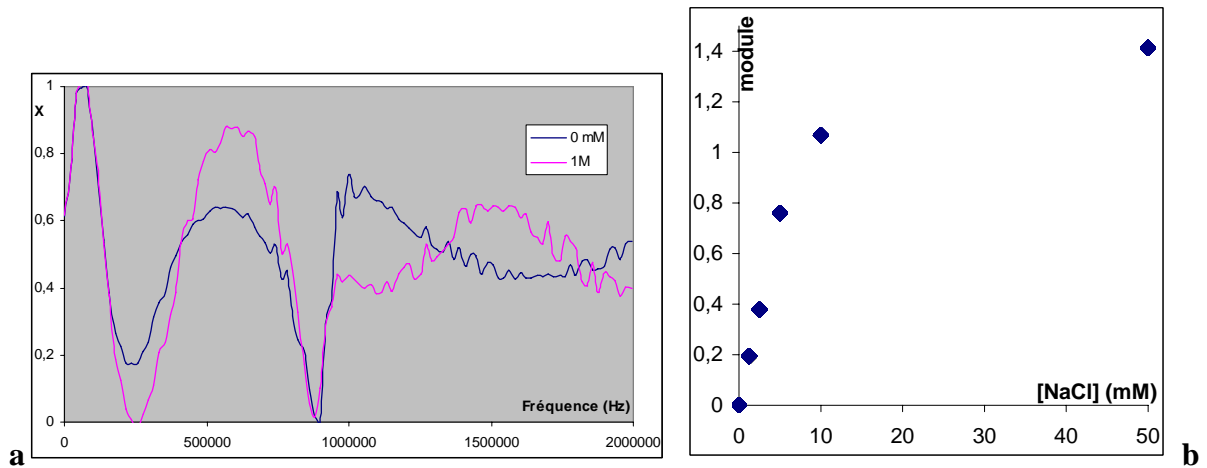 X
1
0,8
0,6
0,4
0,2
0
0 mM
1M
Fréquence (Hz)
0 500000 1000000 1500000 2000000
a
module
1,4
1,2
1
0,8
0,6
0,4
0,2
0
[NaCl] (mM)
0 10 20 30 40 50
b